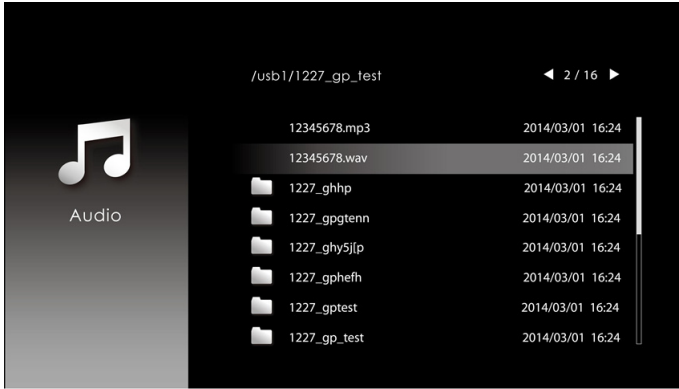 /usb1/1227_gp_test 2 / 16
12345678.mp3 2014/03/01 16:24
12345678.wav 2014/03/01 16:24
1227_ghhp 2014/03/01 16:24
Audio
1227_gpgtenn 2014/03/01 16:24
1227_ghy5j[p 2014/03/01 16:24
1227_gphefh 2014/03/01 16:24
1227_gptest 2014/03/01 16:24
1227_gp_test 2014/03/01 16:24